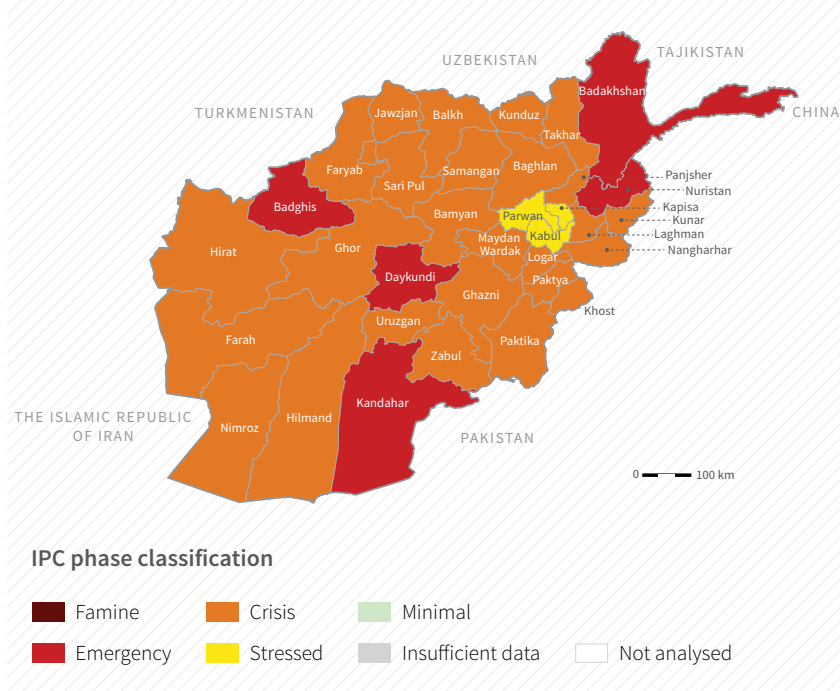 UZBEKISTAN
TAJIKISTAN
TURKMENISTAN
CHINA
Badakhshan
Jawzjan
Balkh
Kunduz
Takhar
Faryab
Samangan
Baghlan
Sari Pul
Panjsher
Nuristan
Badghis
Bamyan
Parwan
Kapisa
Kunar
Kabul
Laghman
Hirat
Ghor
Maydan
Wardak
Logar
Nangharhar
Daykundi
Paktya
Ghazni
Khost
Uruzgan
Farah
Zabul
Paktika
Kandahar
Hilmand
Nimroz
THE ISLAMIC REPUBLIC
OF IRAN
PAKISTAN
0 100 km
IPC phase classification
Famine
Crisis
Minimal
Emergency
Stressed
Insufficient data
Not analysed